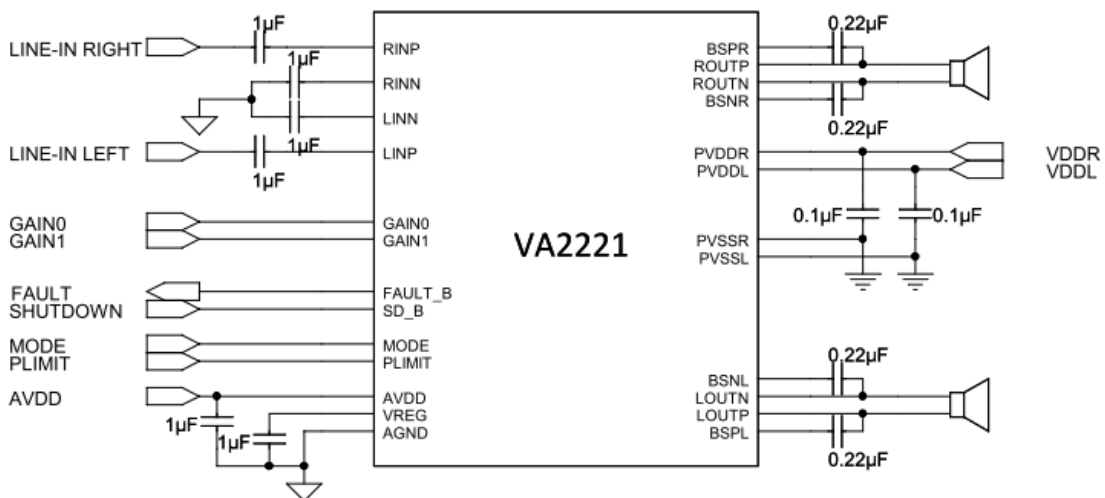 1µF
0.22µF
LINE-IN RIGHT
RINP
BSPR
1µF
ROUTP
RINN
ROUTN
BSNR
LINN
0.22µF
1µF
LINE-IN LEFT
LINP
PVDDR
VDDR
PVDDL
VDDL
1µF
0.1µF
0.1µF
GAIN0
GAIN0
GAIN1
GAIN1
VA2221
PVSSR
PVSSL
FAULT
FAULT_B
SHUTDOWN
SD_B
MODE
MODE
PLIMIT
PLIMIT
0.22µF
BSNL
AVDD
AVDD
LOUTN
VREG
LOUTP
1µF
1µF
AGND
BSPL
0.22µF